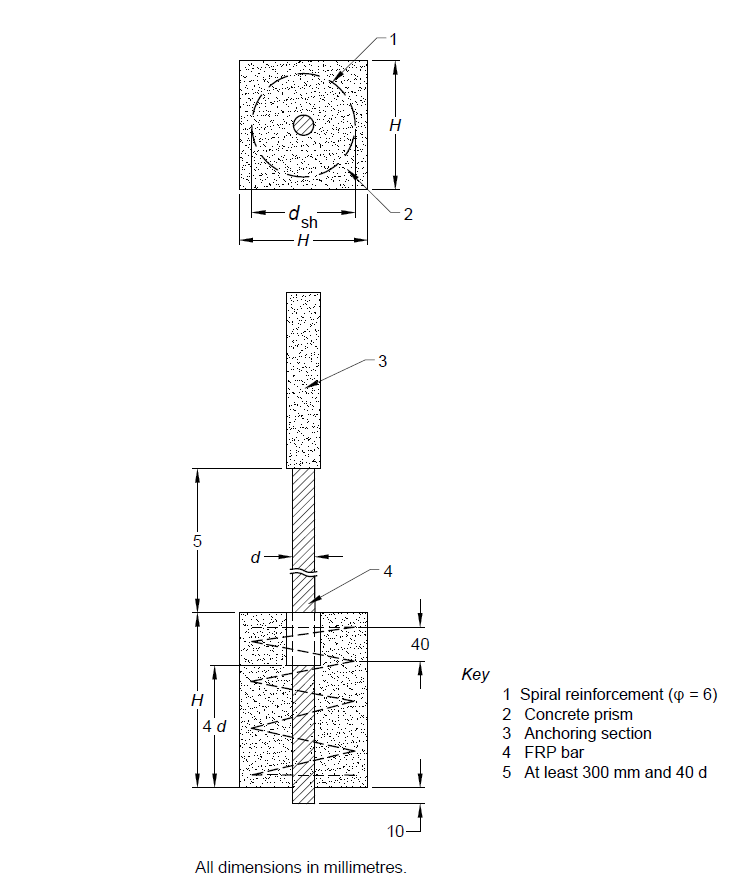 1
H
2
d sh
H
3
5
d
4
40
H
4 d
10
Key
1 Spiral reinforcement (φ = 6)
2 Concrete prism
3 Anchoring section
4 FRP bar
5 At least 300 mm and 40 d
All dimensions in millimetres.